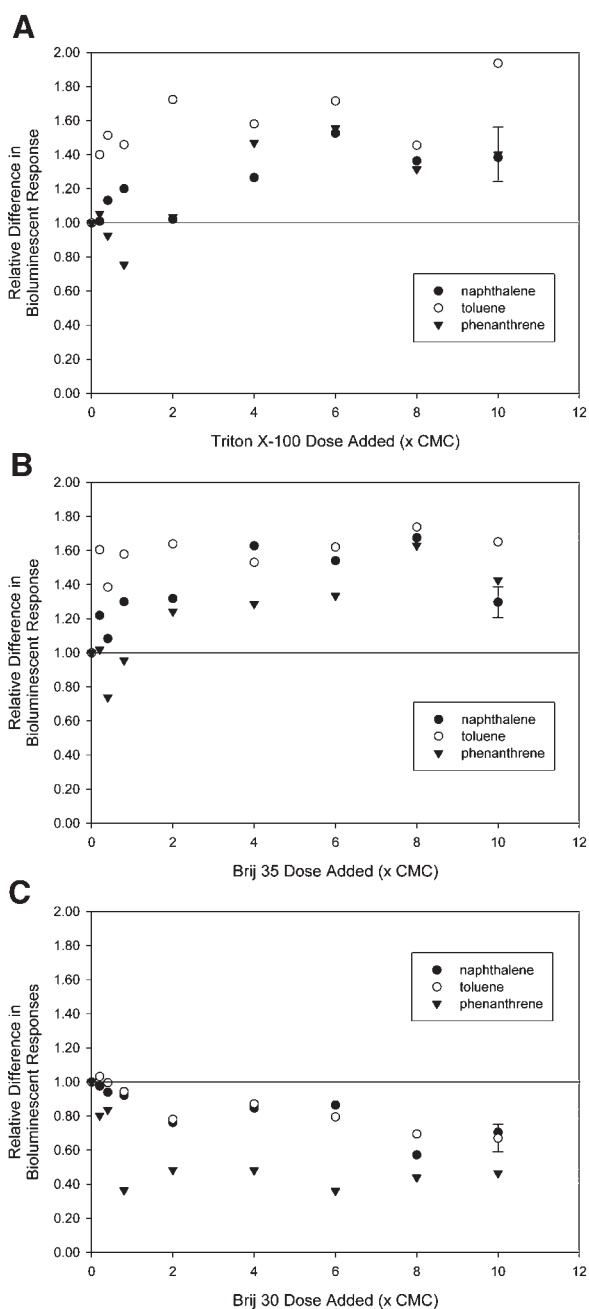 A
2.00
1.80
1.60
1.40
1.20
1.00
0.80
0.60
0.40
0.20
0.00
Relative Difference in
Bioluminescent Response
naphthalene
toluene
phenanthrene
0 2 4 6 8 10 12
Triton X-100 Dose Added (x CMC)
B
2.00
1.80
1.60
1.40
1.20
1.00
0.80
0.60
0.40
0.20
0.00
Relative Difference in
Bioluminescent Response
naphthalene
toluene
phenanthrene
0 2 4 6 8 10 12
Brij 35 Dose Added (x CMC)
C
2.00
1.80
1.60
1.40
1.20
1.00
0.80
0.60
0.40
0.20
0.00
Relative Difference in
Bioluminescent Responses
naphthalene
toluene
phenanthrene
0 2 4 6 8 10 12
Brij 30 Dose Added (x CMC)